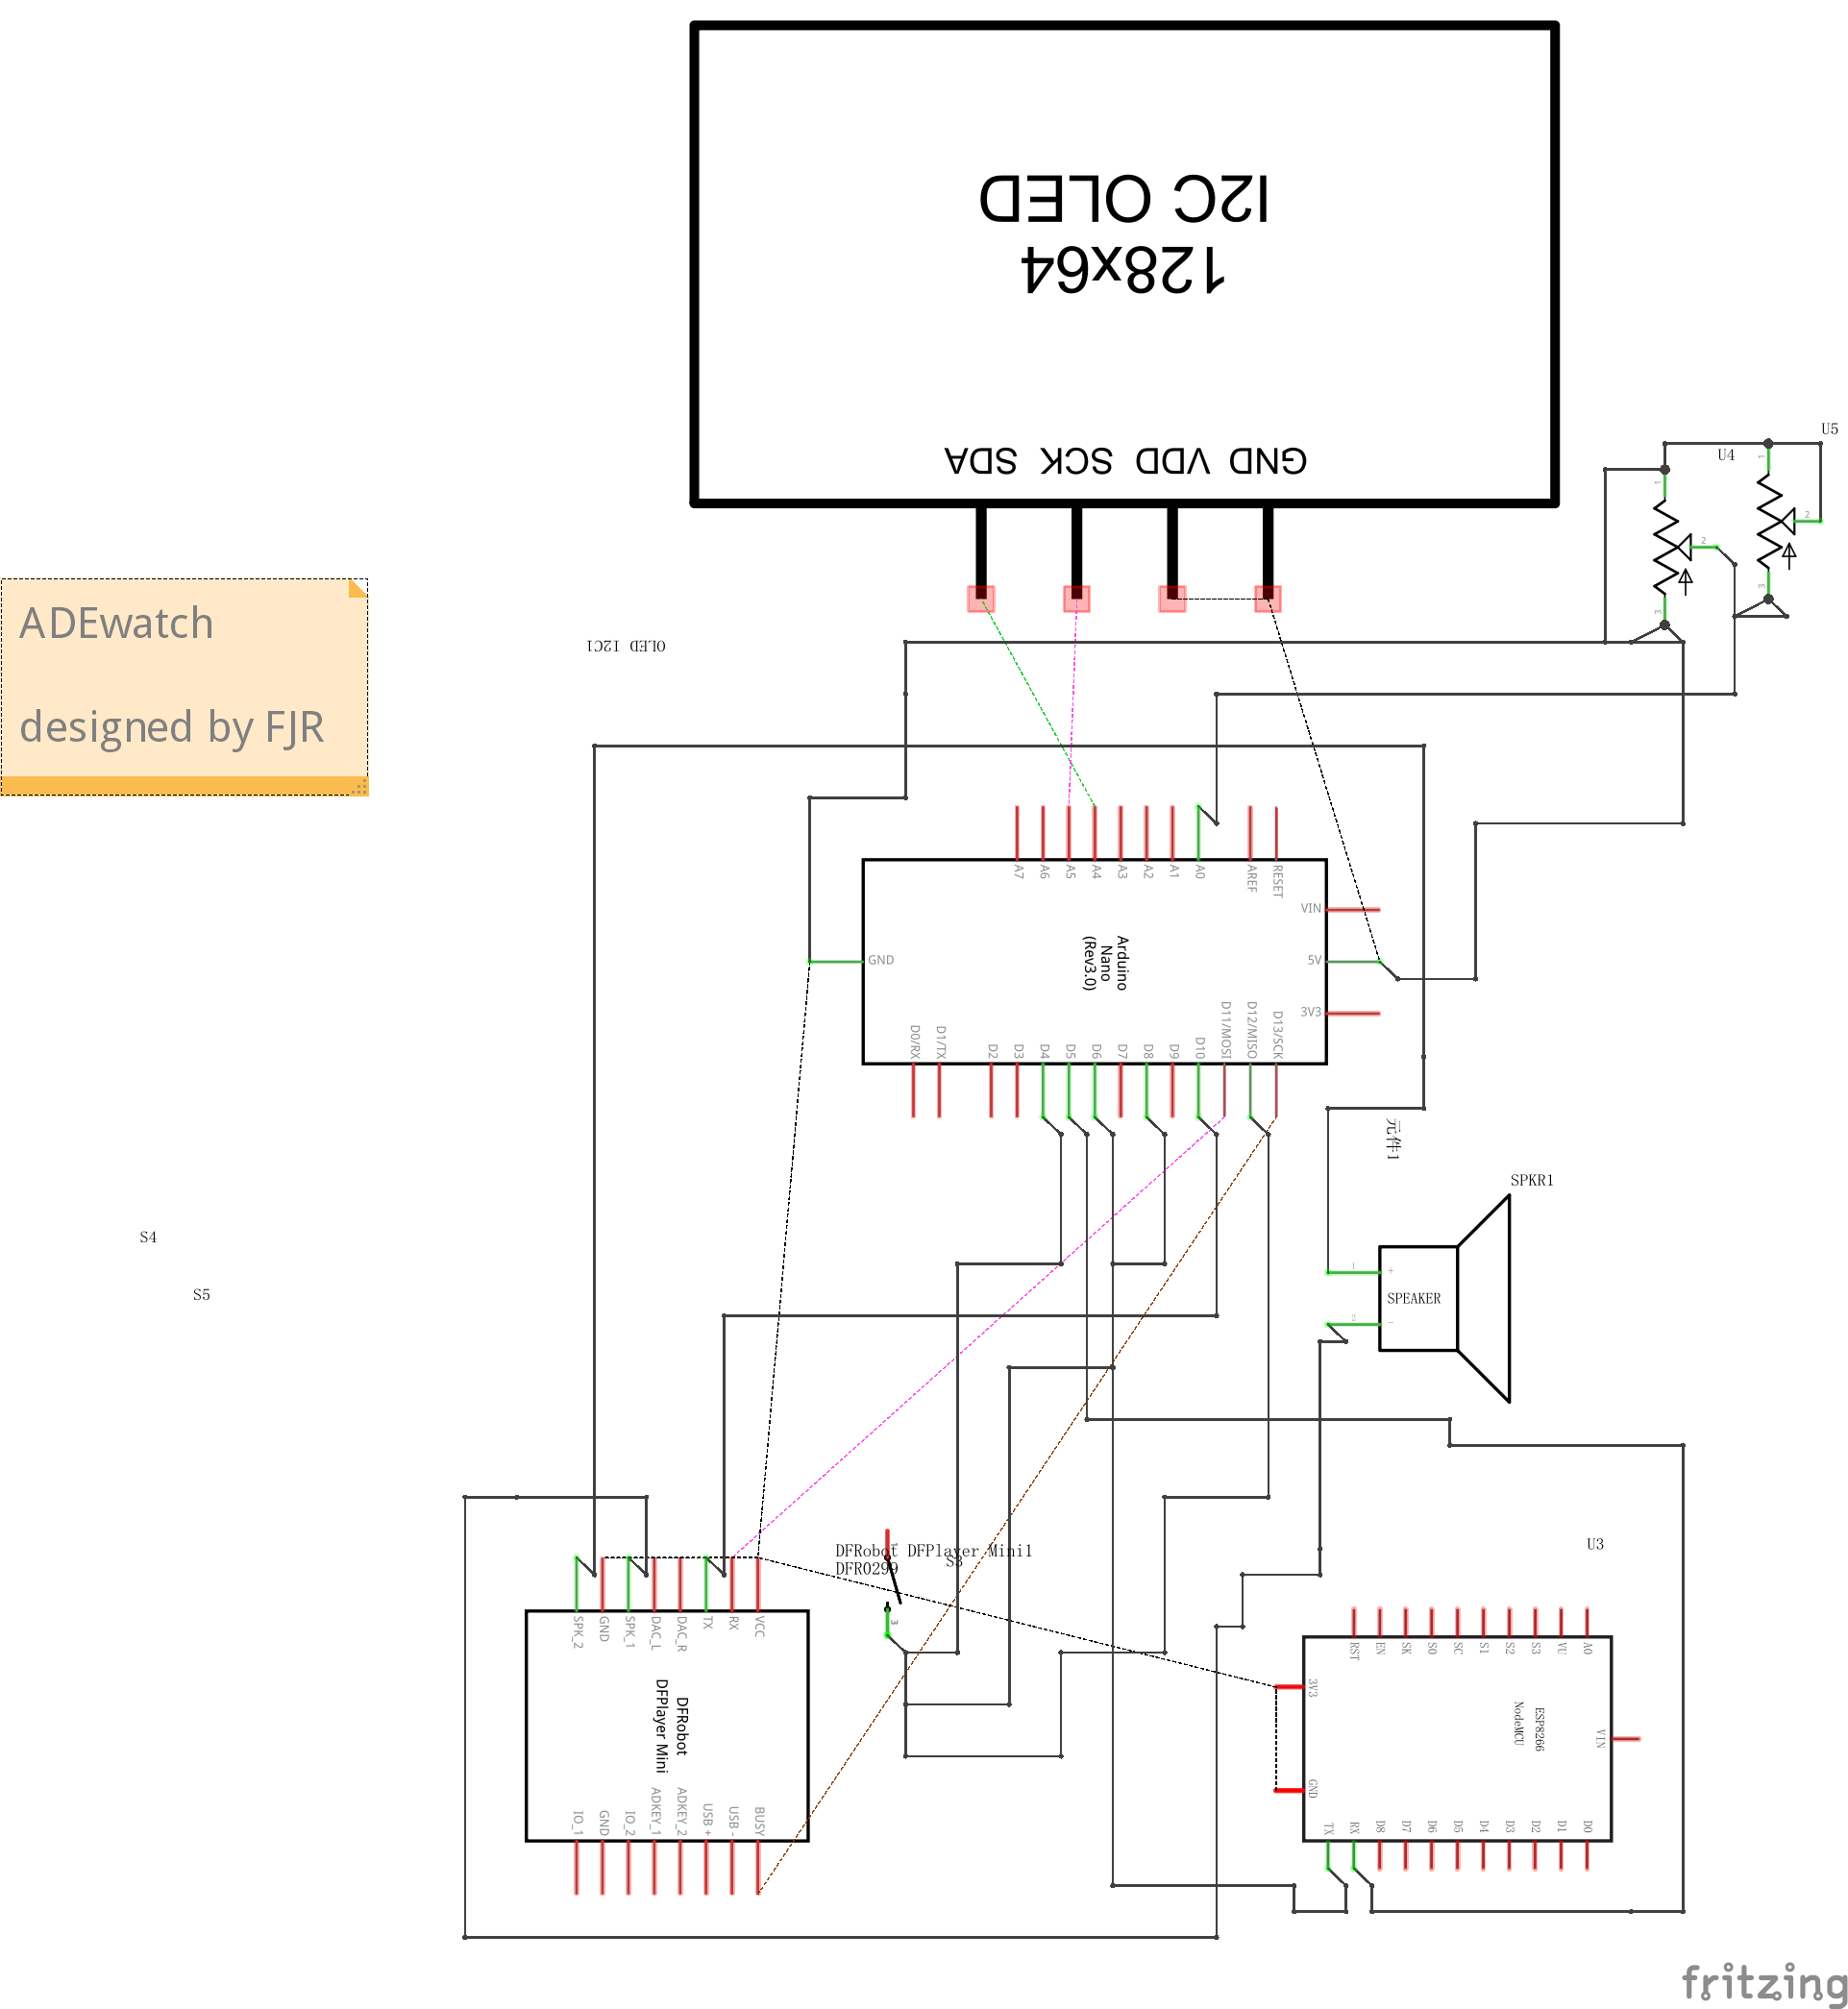 I2C OLED
128x64
SDA SCK VDD GND
U5
U4
1
1
2
2
3
3
ADEwatch
designed by FJR
OLED I2C1
A7 A6 A5 A4 A3 A2 A1 A0 AREF RESET
VIN
GND
5V
3V3
Arduino
Nano
(Rev3.0)
D0/RX D1/TX D2 D3 D4 D5 D6 D7 D8 D9 D10 D11/MOSI D12/MISO D13/SCK
元件1
SPKR1
S4
S5
1
+
SPEAKER
2
-
DFRobot DFPlayer Mini1
DFR0299
S3
1
3
U3
SPK_2 GND SPK_1 DAC_L DAC_R TX RX VCC
DFRobot
DFPlayer Mini
IO_1 GND IO_2 ADKEY_1 ADKEY_2 USB + USB - BUSY
RST EN SK S0 SC S1 S2 S3 VU A0
3V3
GND
ESP8266
NodeMCU
VIN
TX RX D8 D7 D6 D5 D4 D3 D2 D1 D0
fritzing